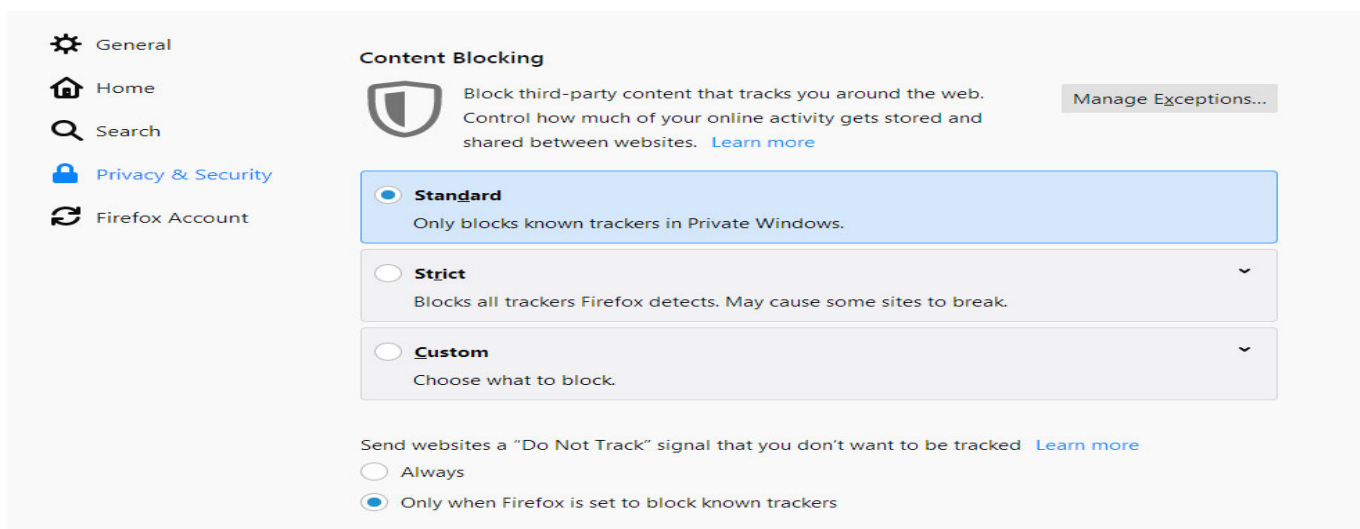 General
Home
Search
Privacy & Security
Firefox Account
Content Blocking
Block third-party content that tracks you around the web.
Control how much of your online activity gets stored and
shared between websites. Learn more
Manage Exceptions...
Standard
Only blocks known trackers in Private Windows.
Strict
Blocks all trackers Firefox detects. May cause some sites to break.
Custom
Choose what to block.
Send websites a “Do Not Track” signal that you don’t want to be tracked Learn more
Always
Only when Firefox is set to block known trackers